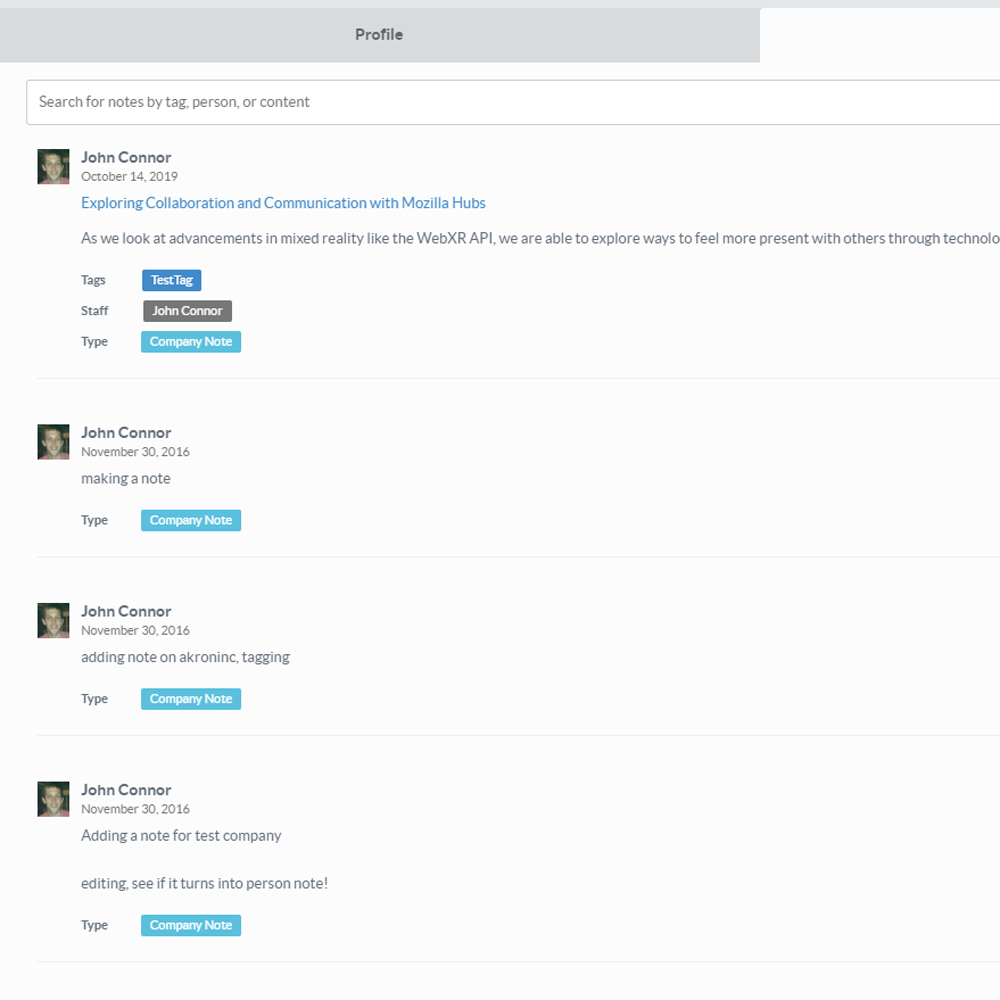 Profile
Search for notes by tag, person, or content
John Connor
October 14, 2019
Exploring Collaboration and Communication with Mozilla Hubs
As we look at advancements in mixed reality like the WebXR API, we are able to explore ways to feel more present with others through technolo
Tags TestTag
Staff John Connor
Type Company Note
John Connor
November 30, 2016
making a note
Type Company Note
John Connor
November 30, 2016
adding note on akroninc, tagging
Type Company Note
John Connor
November 30, 2016
Adding a note for test company
editing, see if it turns into person note!
Type Company Note